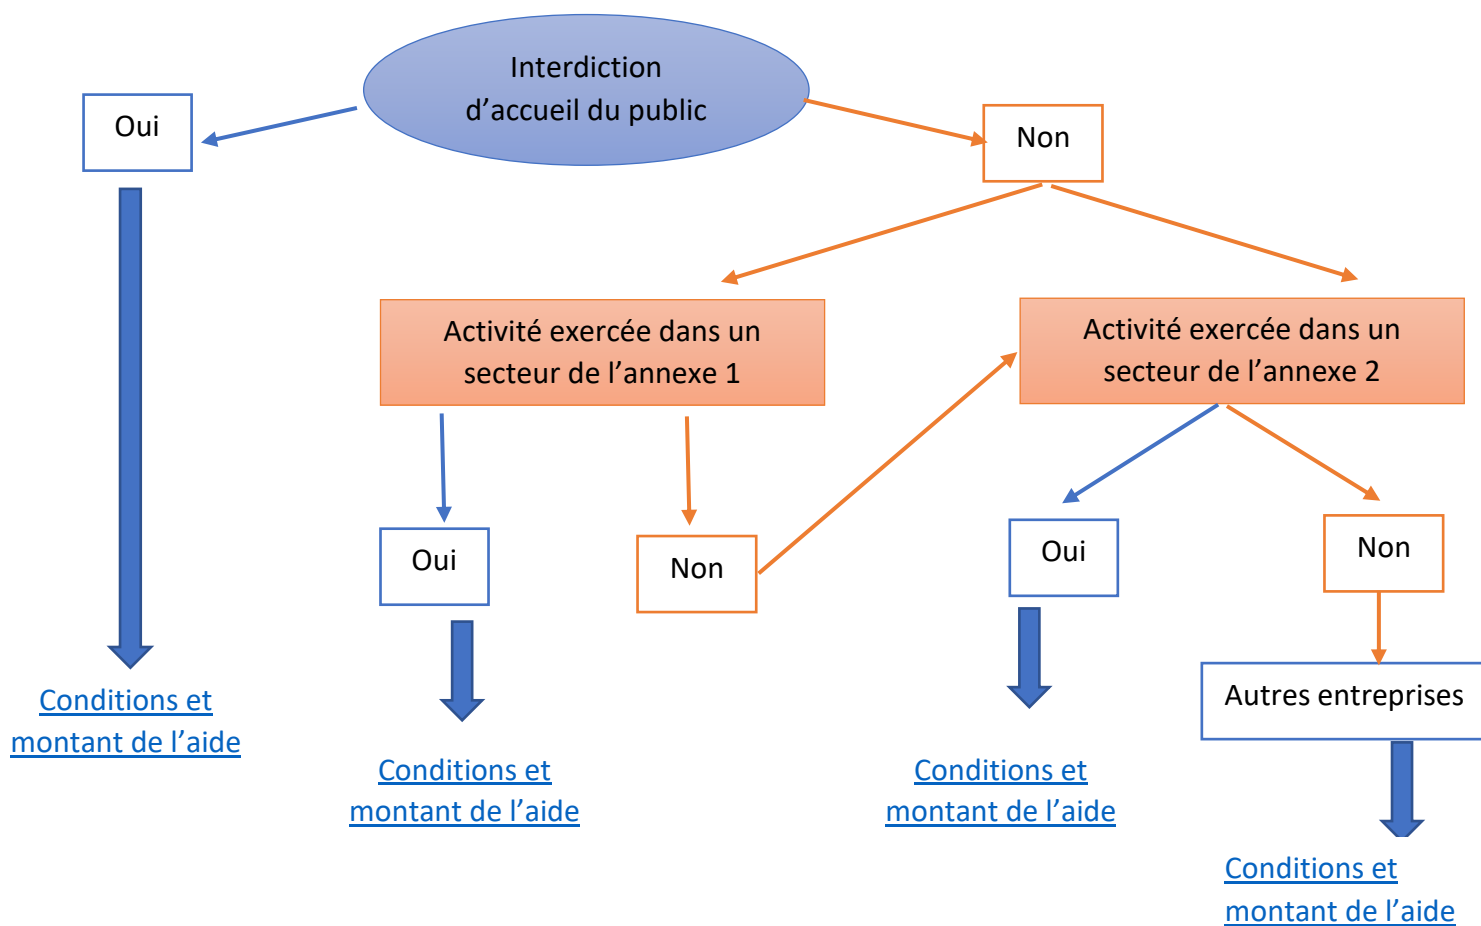 Interdiction
d’accueil du public
Oui
Non
Activité exercée dans un
secteur de l’annexe 1
Activité exercée dans un
secteur de l’annexe 2
Oui
Non
Oui
Non
Conditions et
montant de l’aide
Autres entreprises
Conditions et
montant de l’aide
Conditions et
montant de l’aide
Conditions et
montant de l’aide